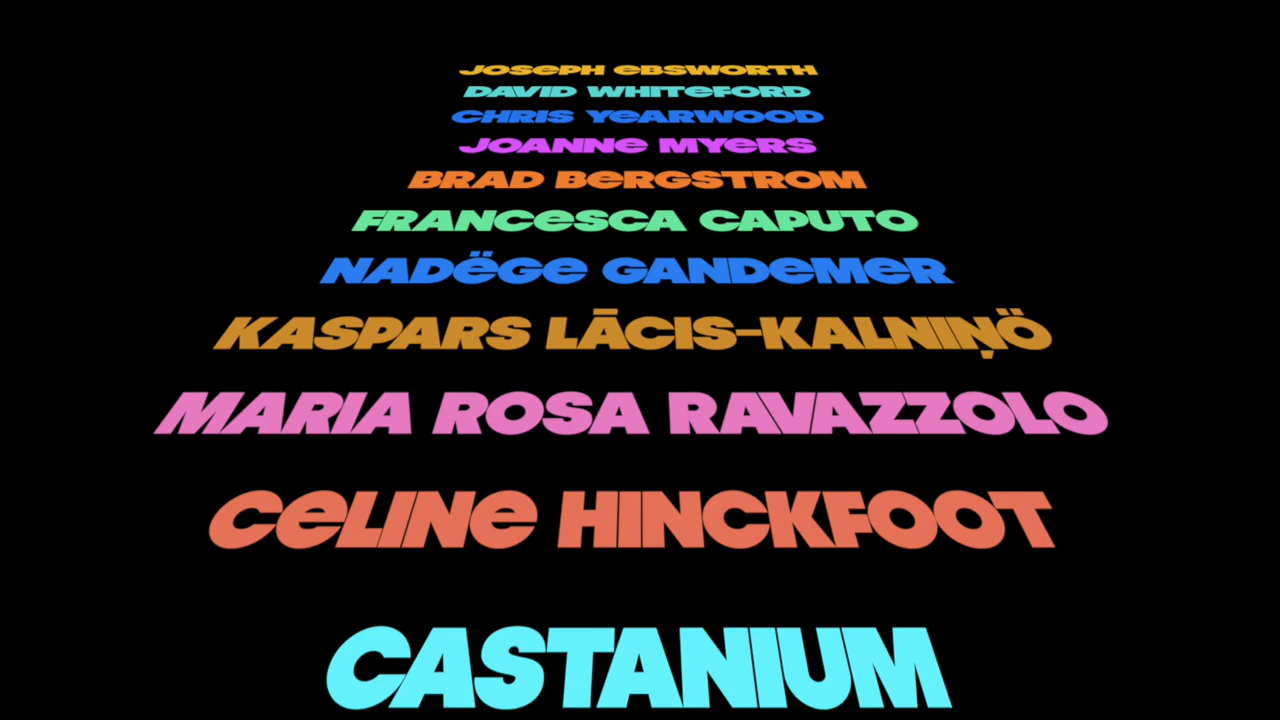 JOSePH eBSWORTH
DAVID WHITeFORD
CHRIS YeARWOOD
JOANNe MYeRS
BRAD BeRGSTROM
FRANCeSCA CAPUTO
NADëGe GANDeMeR
KASPARS LĀCIS-KALNIŅÖ
MARIA ROSA RAVAZZOLO
CeLINe HINCKFOOT
CASTANIUM